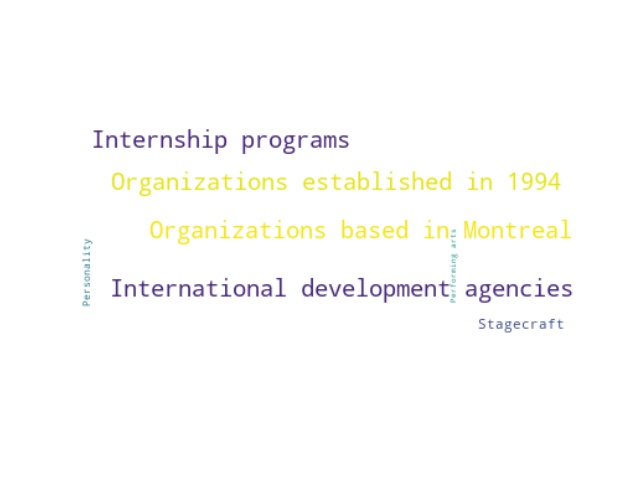 Internship programs
Organizations established in 1994
Organizations based in Montreal
Performing arts
Personality
International development agencies
Stagecraft